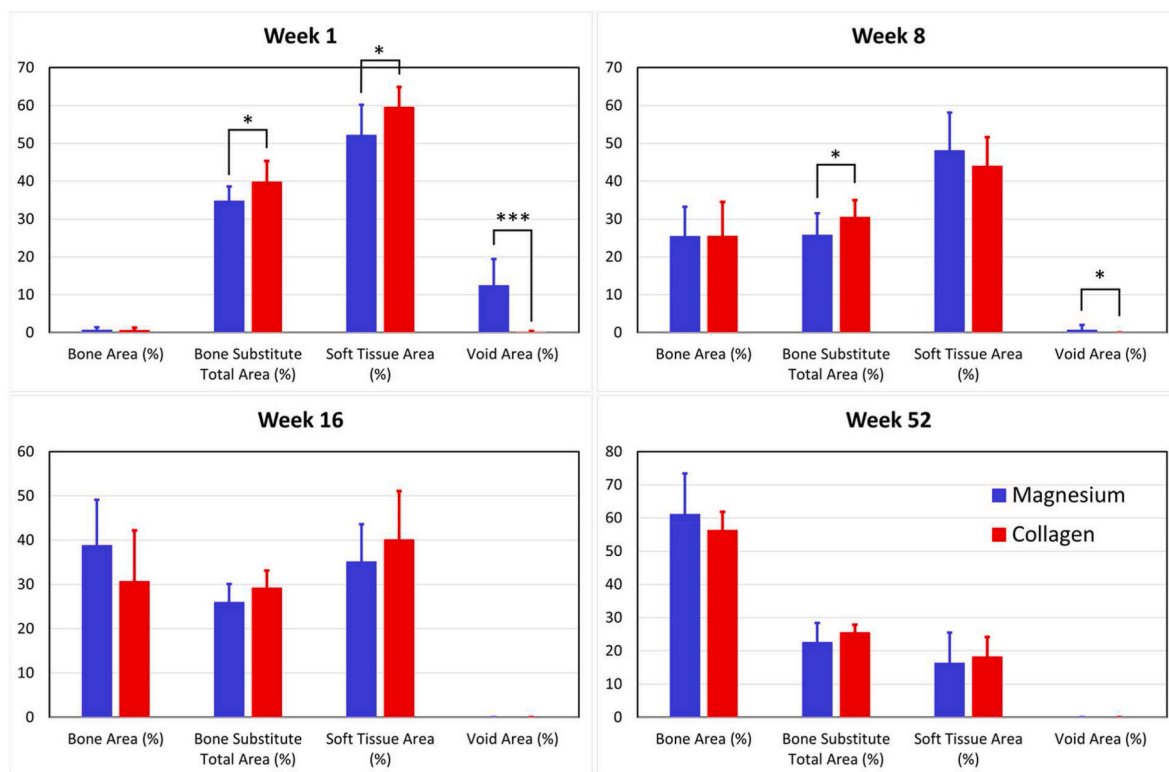 Week 1
70
60
50
40
30
20
10
0
*
*
***
Bone Area (%)
Bone Substitute
Total Area (%)
Soft Tissue Area
(%)
Void Area (%)
Week 8
70
60
50
40
30
20
10
0
*
*
Bone Area (%)
Bone Substitute
Total Area (%)
Soft Tissue Area
(%)
Void Area (%)
Week 16
60
50
40
30
20
10
0
Bone Area (%)
Bone Substitute
Total Area (%)
Soft Tissue Area
(%)
Void Area (%)
Week 52
80
70
60
50
40
30
20
10
0
Magnesium
Collagen
Bone Area (%)
Bone Substitute
Total Area (%)
Soft Tissue Area
(%)
Void Area (%)